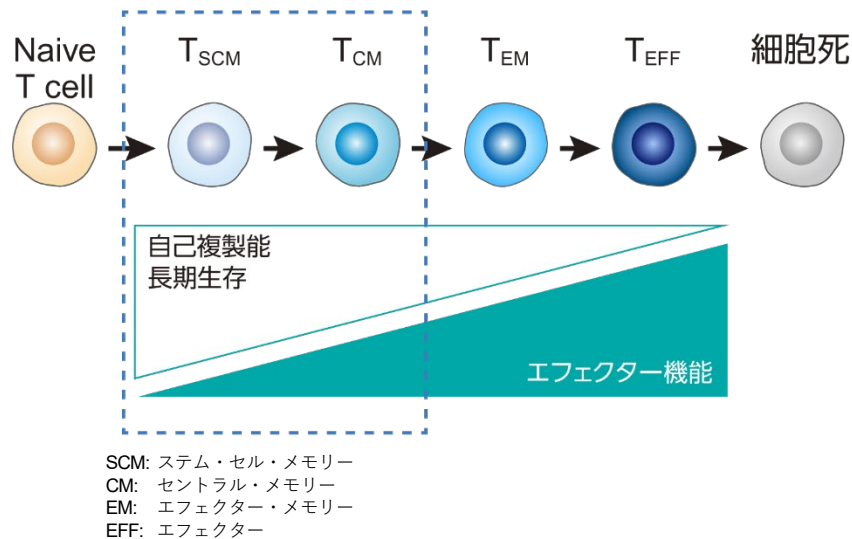 Naive
T cell
TSCM
TCM
TEM
TEFF
細胞死
自己複製能
長期生存
エフェクター機能
SCM: ステム・セル・メモリー
CM: セントラル・メモリー
EM: エフェクター・メモリー
EFF: エフェクター